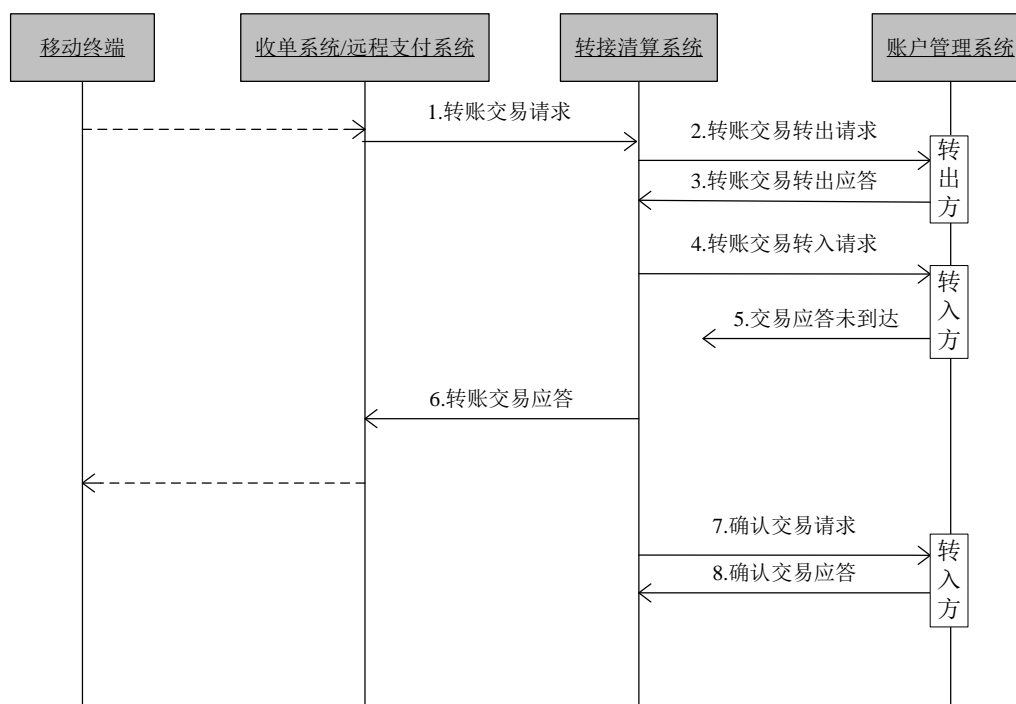 移动终端
收单系统/远程支付系统
转接清算系统
账户管理系统
1.转账交易请求
2.转账交易转出请求
转出方
3.转账交易转出应答
4.转账交易转入请求
转入方
5.交易应答未到达
6.转账交易应答
7.确认交易请求
转入方
8.确认交易应答